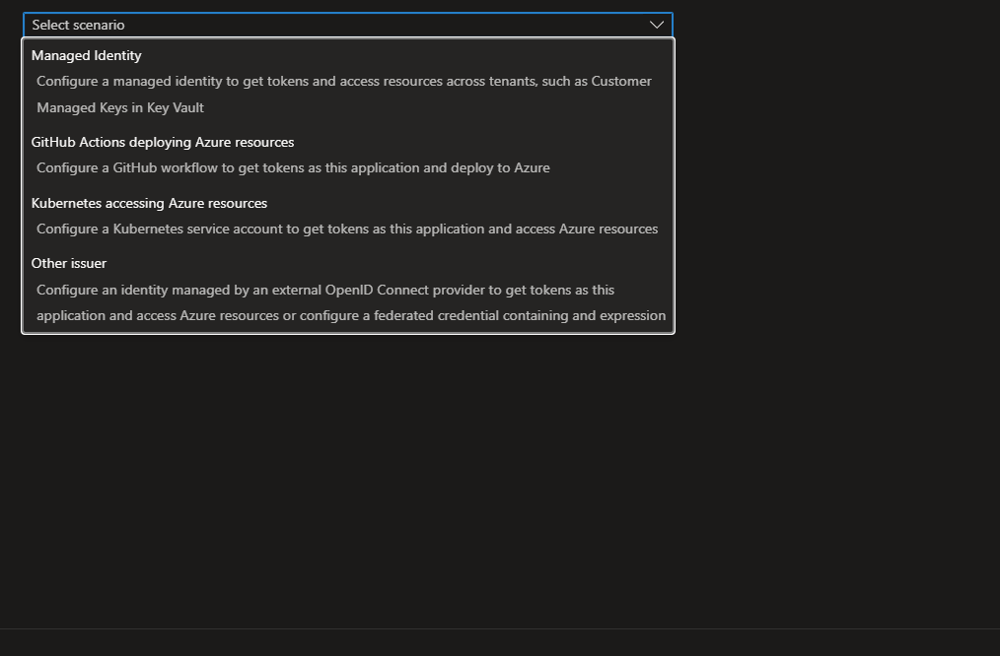 Select scenario
Managed Identity
Configure a managed identity to get tokens and access resources across tenants, such as Customer
Managed Keys in Key Vault
GitHub Actions deploying Azure resources
Configure a GitHub workflow to get tokens as this application and deploy to Azure
Kubernetes accessing Azure resources
Configure a Kubernetes service account to get tokens as this application and access Azure resources
Other issuer
Configure an identity managed by an external OpenID Connect provider to get tokens as this
application and access Azure resources or configure a federated credential containing and expression